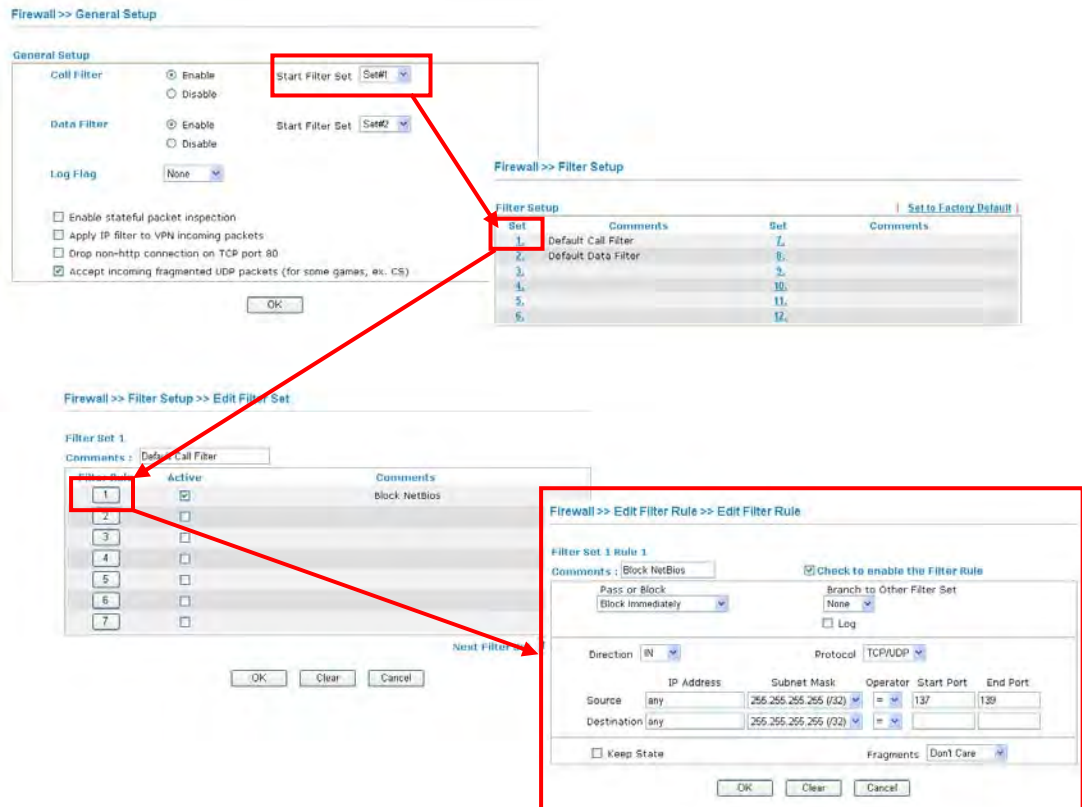 Firewall >> General Setup
General Setup
Call Filter Enable Start Filter Set Set#1
Disable
Data Filter Enable Start Filter Set Set#2
Disable
Log Flag None
Enable stateful packet inspection
Apply IP filter to VPN incoming packets
Drop non-http connection on TCP port 80
Accept incoming fragmented UDP packets (for some games, ex. CS)
OK
Firewall >> Filter Setup
Filter Setup | Set to Factory Default |
Set Comments Set Comments
1. Default Call Filter 7.
2. Default Data Filter 8.
3. 9.
4. 10.
5. 11.
6. 12.
Firewall >> Filter Setup >> Edit Filter Set
Filter Set 1
Comments : Default Call Filter
Filter Rule Active Comments
1 Block NetBios
2
3
4
5
6
7
Next Filter
OK Clear Cancel
Firewall >> Edit Filter Rule >> Edit Filter Rule
Filter Set 1 Rule 1
Comments : Block NetBios Check to enable the Filter Rule
Pass or Block Branch to Other Filter Set
Block Immediately None
Log
Direction IN Protocol TCP/UDP
IP Address Subnet Mask Operator Start Port End Port
Source any 255.255.255.255 (/32) = 137 139
Destination any 255.255.255.255 (/32) =
Keep State Fragments Don't Care
OK Clear Cancel